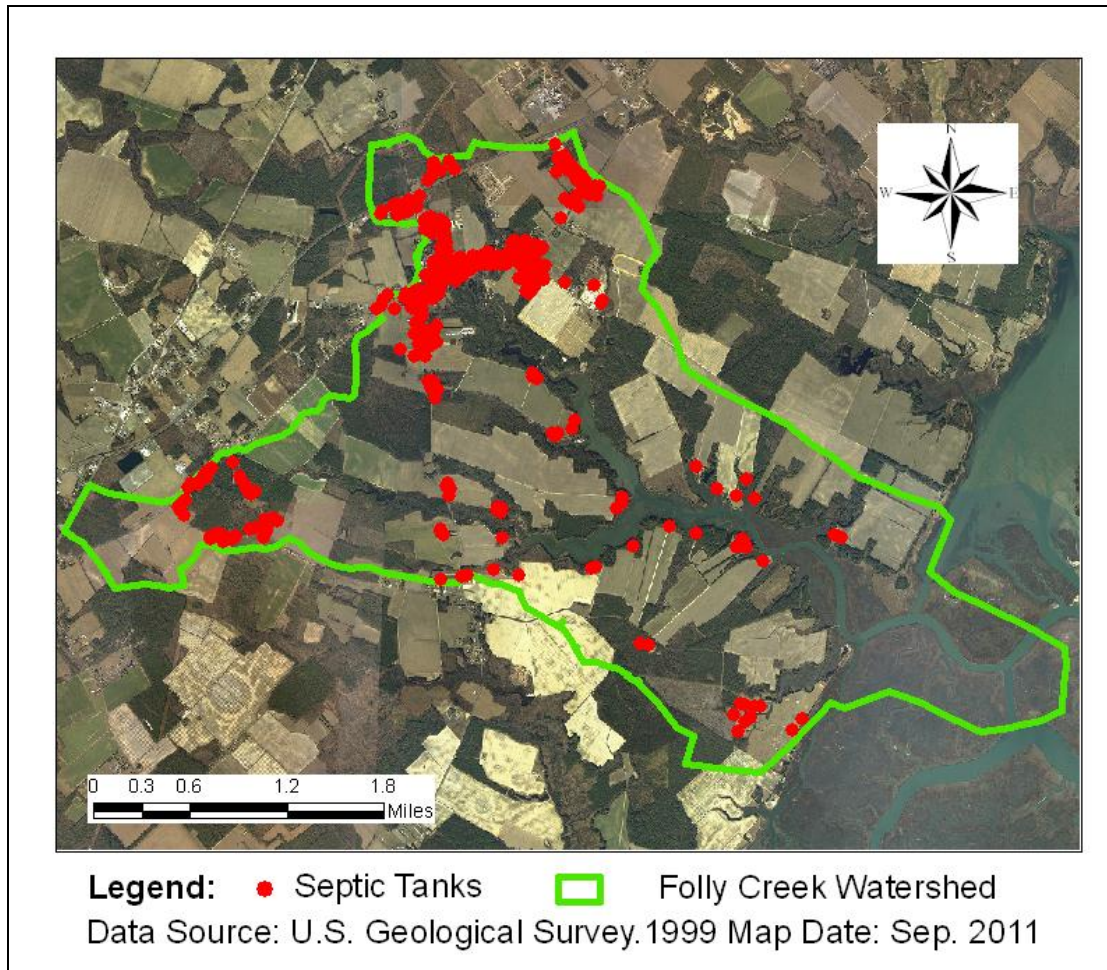 N
W E
S
0 0.3 0.6 1.2 1.8
Miles
Legend: Septic Tanks Folly Creek Watershed
Data Source: U.S. Geological Survey.1999 Map Date: Sep. 2011